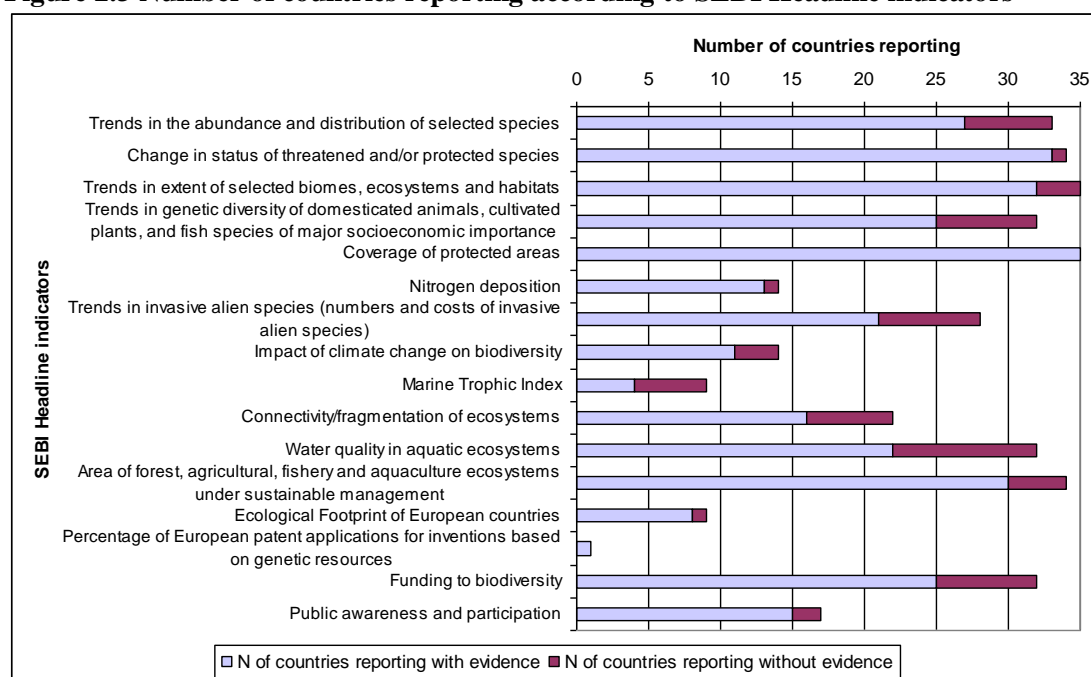 Figure 2.3 Number of countries reporting according to SEBI Headline indicators
Number of countries reporting
0 5 10 15 20 25 30 35
SEBI Headline indicators
Trends in the abundance and distribution of selected species
Change in status of threatened and/or protected species
Trends in extent of selected biomes, ecosystems and habitats
Trends in genetic diversity of domesticated animals, cultivated
plants, and fish species of major socioeconomic importance
Coverage of protected areas
Nitrogen deposition
Trends in invasive alien species (numbers and costs of invasive
alien species)
Impact of climate change on biodiversity
Marine Trophic Index
Connectivity/fragmentation of ecosystems
Water quality in aquatic ecosystems
Area of forest, agricultural, fishery and aquaculture ecosystems
under sustainable management
Ecological Footprint of European countries
Percentage of European patent applications for inventions based
on genetic resources
Funding to biodiversity
Public awareness and participation
N of countries reporting with evidence N of countries reporting without evidence